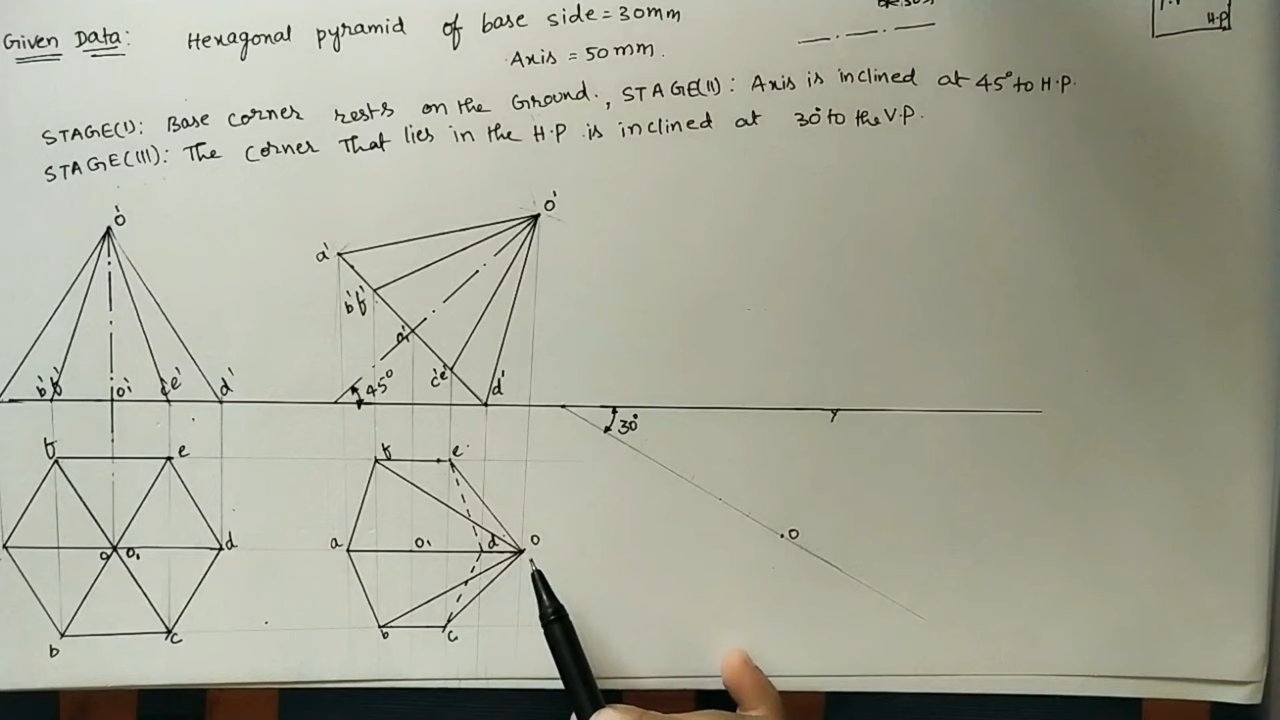 Given Data: Hexagonal pyramid of base side = 30mm
Axis = 50mm.
H.P
STAGE(I): Base corner rests on the Ground., STAGE(II): Axis is inclined at 45° to H.P.
STAGE(III): The corner That lies in the H.P is inclined at 30° to the V.P.
o'
b'f' o1' c'e' d'
f e
o o1 d
b c
o'
a'
b'f'
o1'
45° c'e' d'
f e
a o1 d o
b c
30° Y
o